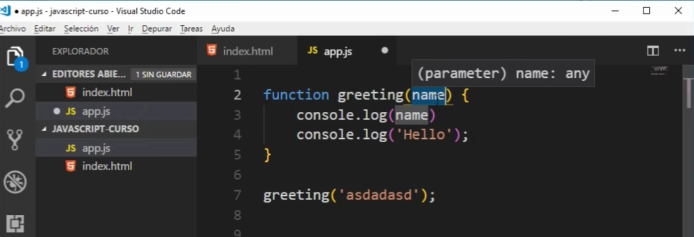 ● app.js - javascript-curso - Visual Studio Code
Archivo Editar Selección Ver Ir Depurar Tareas Ayuda
EXPLORADOR
index.html
JS app.js
EDITORES ABIE... 1 SIN GUARDAR
index.html
JS app.js
JAVASCRIPT-CURSO
JS app.js
index.html
1
(parameter) name: any
1
2 function greeting(name) {
3 console.log(name)
4 console.log('Hello');
5 }
6
7 greeting('asdadasd');
8
9